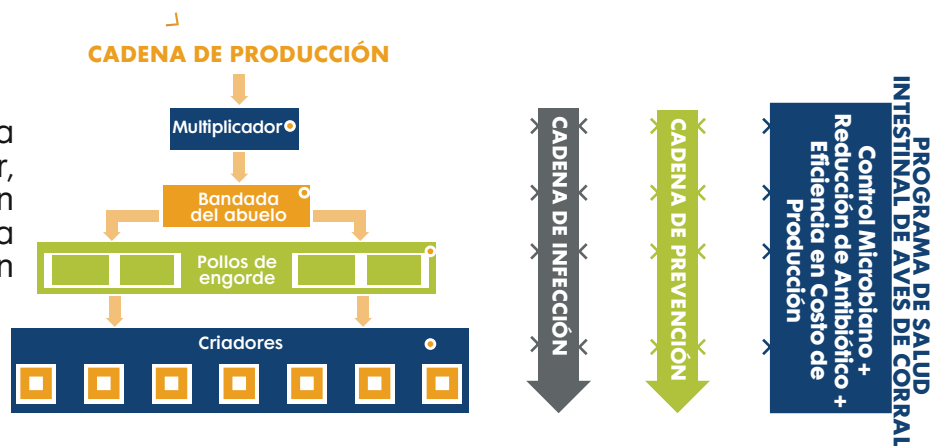 CADENA DE PRODUCCIÓN
a
r,
n
a
n
Multiplicador
Bandada
del abuelo
Pollos de
engorde
Criadores
CADENA DE INFECCIÓN
CADENA DE PREVENCIÓN
Control Microbiano +
Reducción de Antibiótico +
Eficiencia en Costo de
Producción
PROGRAMA DE SALUD
INTESTINAL DE AVES DE CORRAL